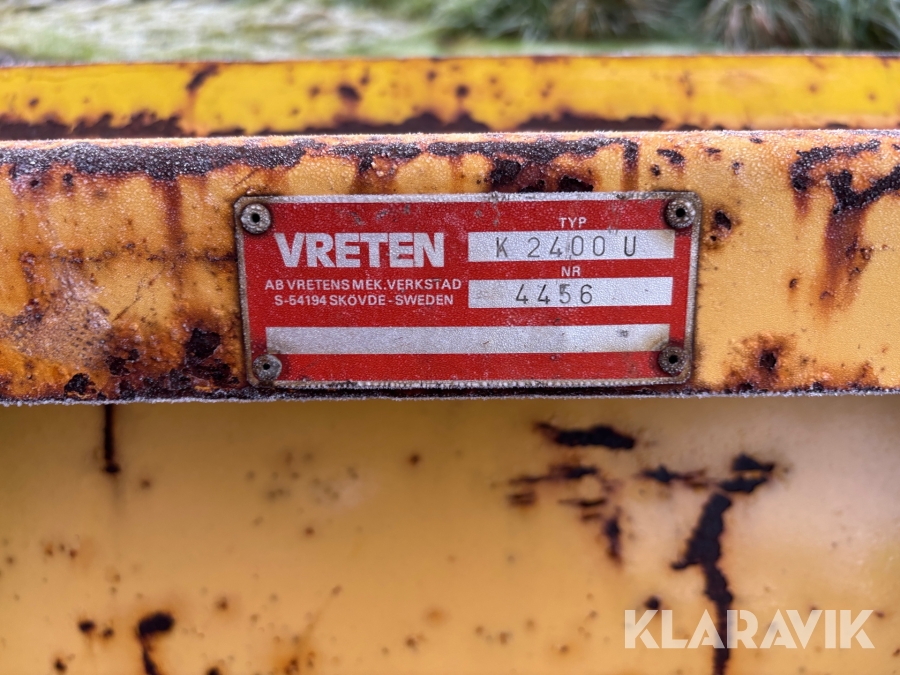 VRETEN
AB VRETENS MEK. VERKSTAD
S-54194 SKÖVDE - SWEDEN
TYP
K 2400 U
NR
4456
KLARAVIK